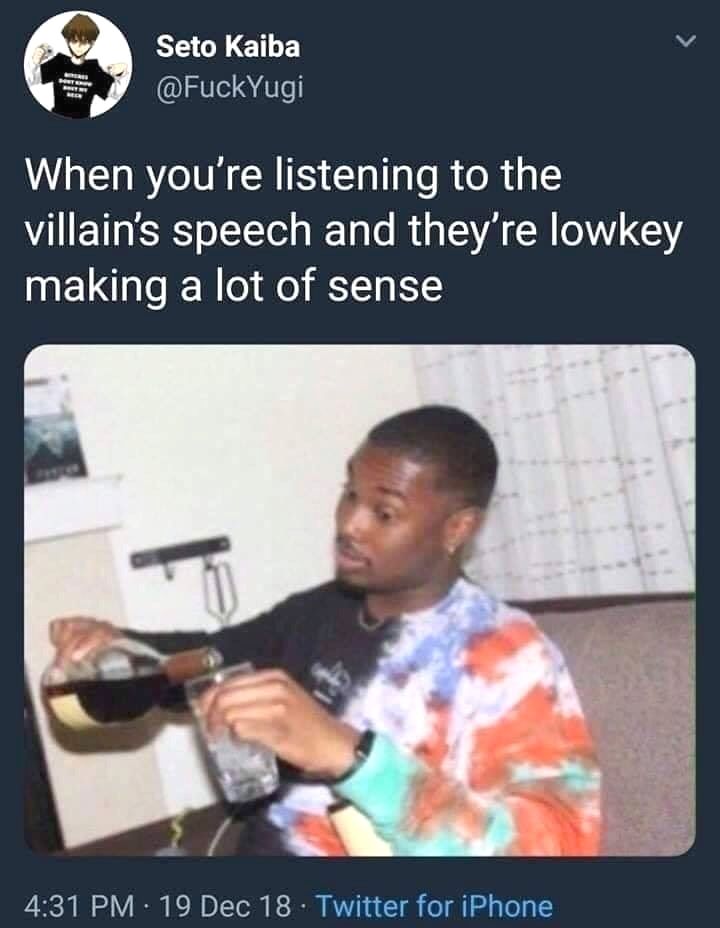 Seto Kaiba
@FuckYugi
When you’re listening to the
villain’s speech and they’re lowkey
making a lot of sense
4:31 PM · 19 Dec 18 · Twitter for iPhone